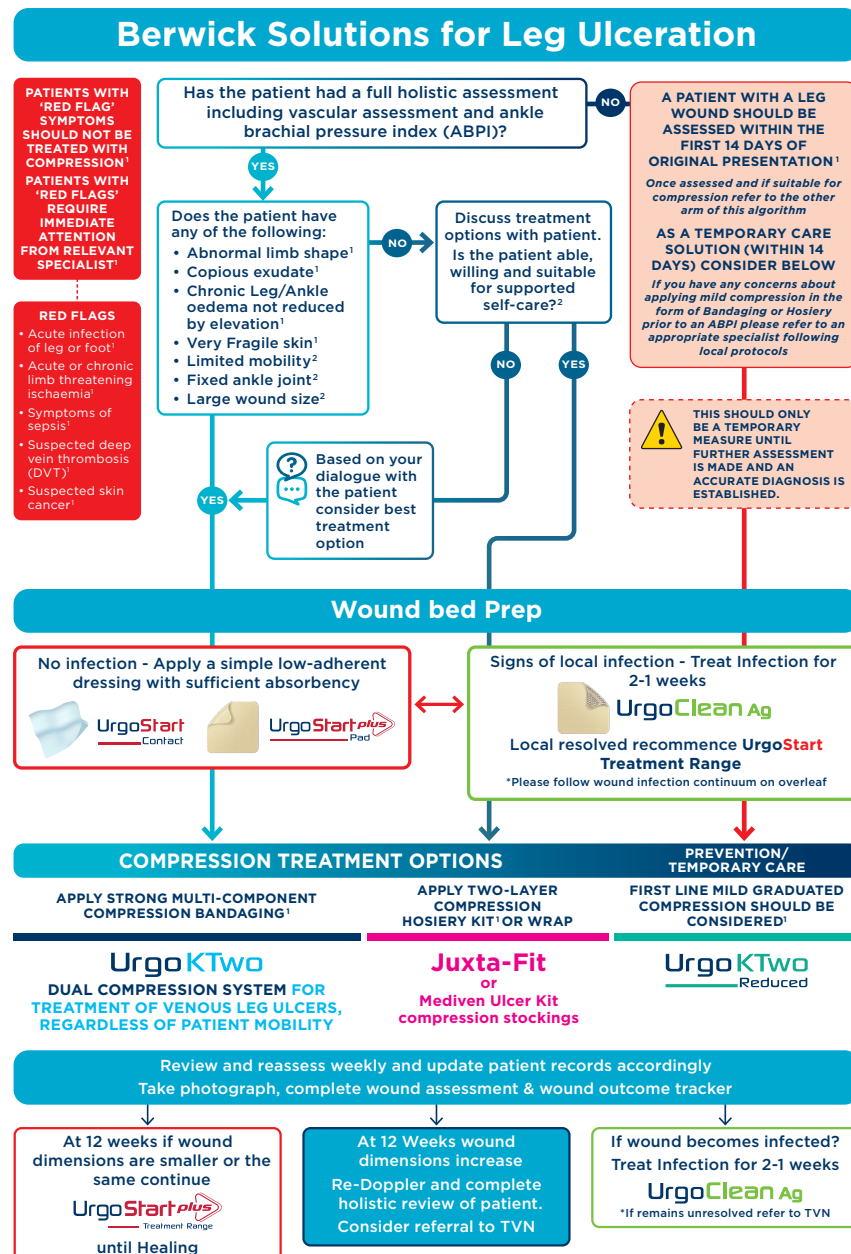 Berwick Solutions for Leg Ulceration
PATIENTS WITH
‘RED FLAG’
SYMPTOMS
SHOULD NOT BE
TREATED WITH
COMPRESSION¹
PATIENTS WITH
‘RED FLAGS’
REQUIRE
IMMEDIATE
ATTENTION
FROM RELEVANT
SPECIALIST¹
RED FLAGS
• Acute infection
of leg or foot¹
• Acute or chronic
limb threatening
ischaemia¹
• Symptoms of
sepsis¹
• Suspected deep
vein thrombosis
(DVT)¹
• Suspected skin
cancer¹
Has the patient had a full holistic assessment
including vascular assessment and ankle
brachial pressure index (ABPI)?
NO
YES
A PATIENT WITH A LEG
WOUND SHOULD BE
ASSESSED WITHIN THE
FIRST 14 DAYS OF
ORIGINAL PRESENTATION¹
Once assessed and if suitable for
compression refer to the other
arm of this algorithm
AS A TEMPORARY CARE
SOLUTION (WITHIN 14
DAYS) CONSIDER BELOW
If you have any concerns about
applying mild compression in the
form of Bandaging or Hosiery
prior to an ABPI please refer to an
appropriate specialist following
local protocols
THIS SHOULD ONLY
BE A TEMPORARY
MEASURE UNTIL
FURTHER ASSESSMENT
IS MADE AND AN
ACCURATE DIAGNOSIS IS
ESTABLISHED.
Does the patient have
any of the following:
• Abnormal limb shape¹
• Copious exudate¹
• Chronic Leg/Ankle
oedema not reduced
by elevation¹
• Very Fragile skin¹
• Limited mobility²
• Fixed ankle joint²
• Large wound size²
NO
Discuss treatment
options with patient.
Is the patient able,
willing and suitable
for supported
self-care?²
NO
YES
YES
Based on your
dialogue with
the patient
consider best
treatment
option
Wound bed Prep
No infection - Apply a simple low-adherent
dressing with sufficient absorbency
UrgoStart
Contact
UrgoStart plus
Pad
Signs of local infection - Treat Infection for
2-1 weeks
UrgoClean Ag
Local resolved recommence UrgoStart
Treatment Range
*Please follow wound infection continuum on overleaf
COMPRESSION TREATMENT OPTIONS
PREVENTION/
TEMPORARY CARE
APPLY STRONG MULTI-COMPONENT
COMPRESSION BANDAGING¹
UrgoKTwo
DUAL COMPRESSION SYSTEM FOR
TREATMENT OF VENOUS LEG ULCERS,
REGARDLESS OF PATIENT MOBILITY
APPLY TWO-LAYER
COMPRESSION
HOSIERY KIT¹ OR WRAP
Juxta-Fit
or
Mediven Ulcer Kit
compression stockings
FIRST LINE MILD GRADUATED
COMPRESSION SHOULD BE
CONSIDERED¹
UrgoKTwo
Reduced
Review and reassess weekly and update patient records accordingly
Take photograph, complete wound assessment & wound outcome tracker
At 12 weeks if wound
dimensions are smaller or the
same continue
UrgoStart plus
Treatment Range
until Healing
At 12 Weeks wound
dimensions increase
Re-Doppler and complete
holistic review of patient.
Consider referral to TVN
If wound becomes infected?
Treat Infection for 2-1 weeks
UrgoClean Ag
*If remains unresolved refer to TVN